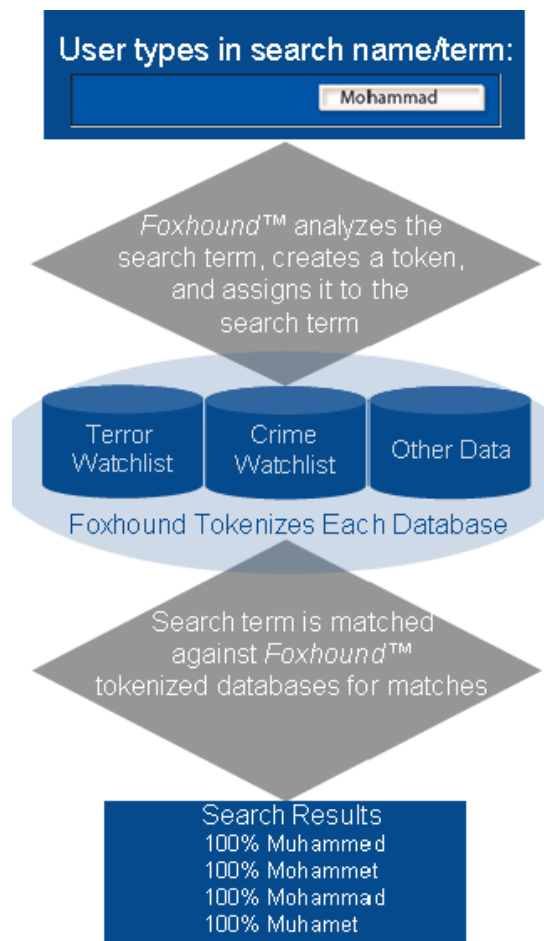 User types in search name/term:
Mohammad
Foxhound™ analyzes the
search term, creates a token,
and assigns it to the
search term
Terror
Watchlist
Crime
Watchlist
Other Data
Foxhound Tokenizes Each Database
Search term is matched
against Foxhound™
tokenized databases for matches
Search Results
100% Muhammed
100% Mohammet
100% Mohammad
100% Muhamet